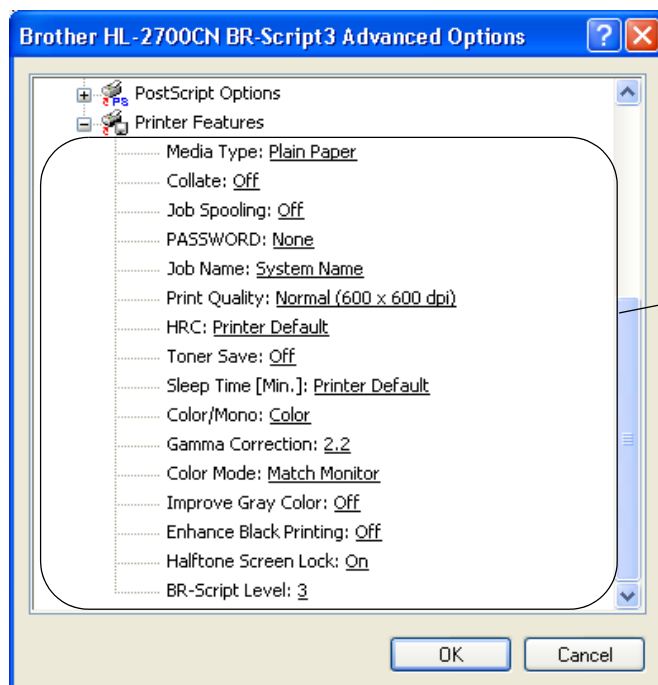 Brother HL-2700CN BR-Script3 Advanced Options
PostScript Options
Printer Features
Media Type: Plain Paper
Collate: Off
Job Spooling: Off
PASSWORD: None
Job Name: System Name
Print Quality: Normal (600 x 600 dpi)
HRC: Printer Default
Toner Save: Off
Sleep Time [Min.]: Printer Default
Color/Mono: Color
Gamma Correction: 2.2
Color Mode: Match Monitor
Improve Gray Color: Off
Enhance Black Printing: Off
Halftone Screen Lock: On
BR-Script Level: 3
OK Cancel